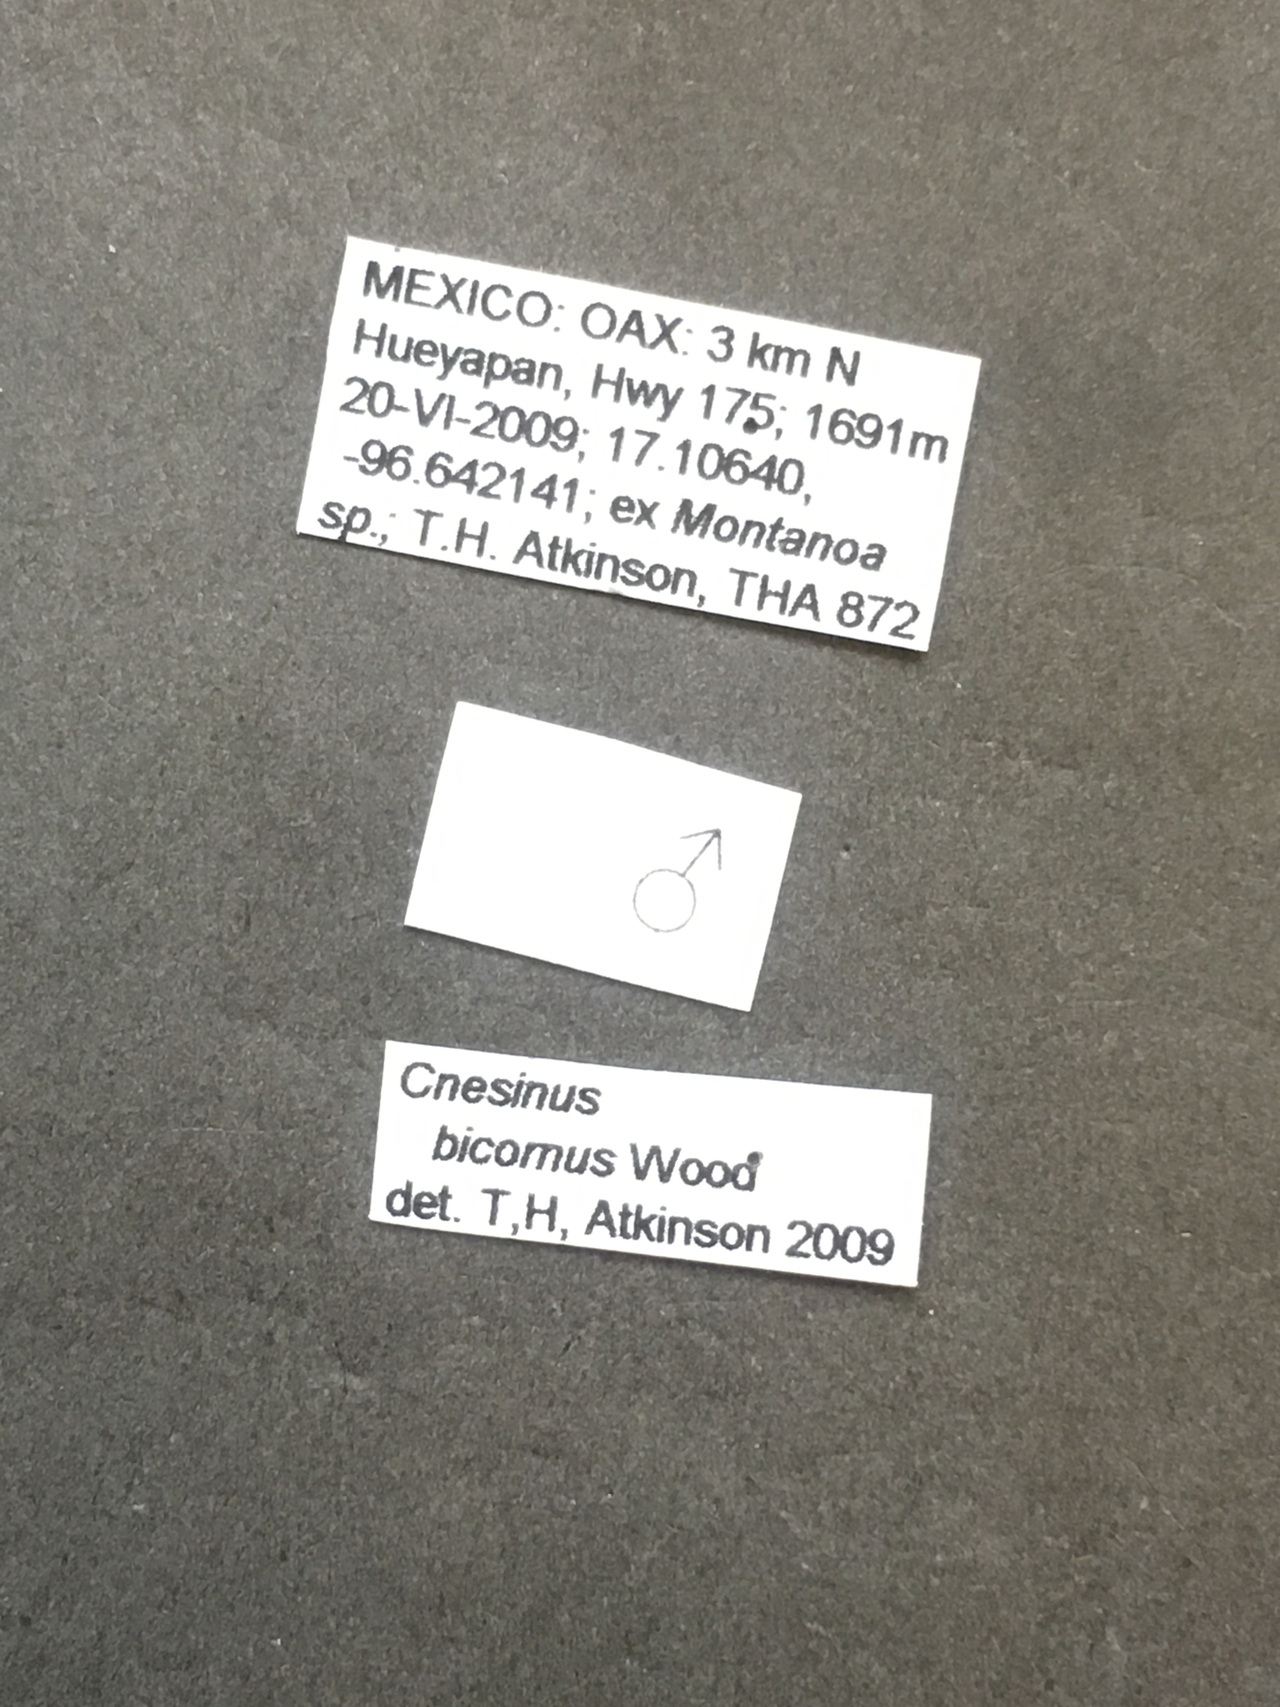 MEXICO: OAX: 3 km N
Hueyapan, Hwy 175; 1691m
20-VI-2009; 17.10640,
-96.642141; ex Montanoa
sp.; T.H. Atkinson, THA 872
♂
Cnesinus
bicornus Wood
det. T,H, Atkinson 2009